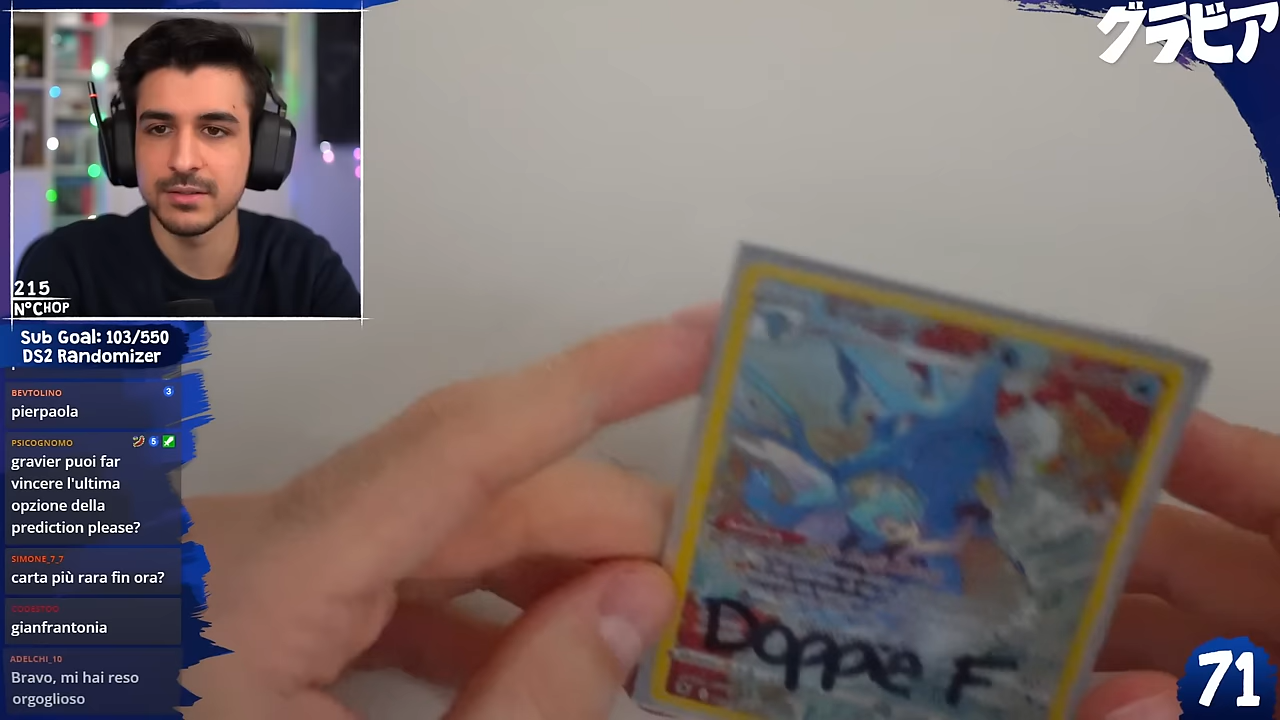 グラビア
215
N°CHOP
Sub Goal: 103/550
DS2 Randomizer
BEVTOLINO 3
pierpaola
PSICOGNOMO 5
gravier puoi far
vincere l'ultima
opzione della
prediction please?
SIMONE_7_7
carta più rara fin ora?
gianfrantonia
ADELCHI_10
Bravo, mi hai reso
orgoglioso
Doppie F
71